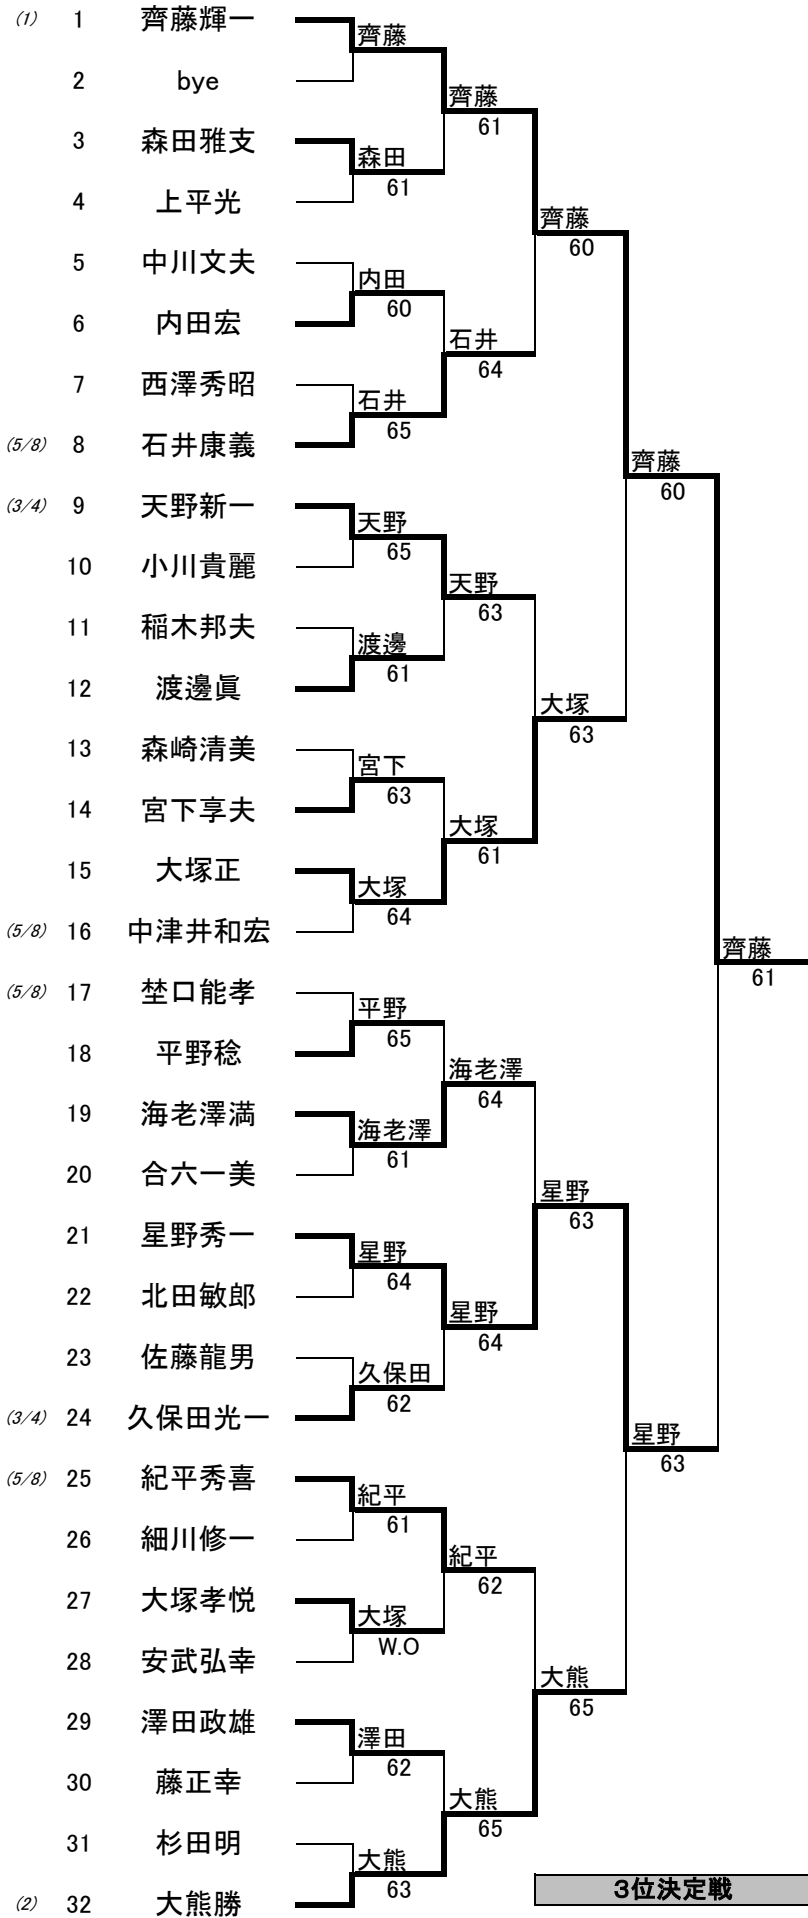 (1) 1 齊藤輝一
齊藤
2 bye
齊藤
61
3 森田雅支
森田
61
4 上平光
齊藤
60
5 中川文夫
内田
60
6 内田宏
石井
64
7 西澤秀昭
石井
65
(5/8) 8 石井康義
齊藤
60
(3/4) 9 天野新一
天野
65
10 小川貴麗
天野
63
11 稲木邦夫
渡邊
61
12 渡邊眞
大塚
63
13 森崎清美
宮下
63
14 宮下享夫
大塚
61
15 大塚正
大塚
64
(5/8) 16 中津井和宏
齊藤
61
(5/8) 17 埜口能孝
平野
65
18 平野稔
海老澤
64
19 海老澤満
海老澤
61
20 合六一美
星野
63
21 星野秀一
星野
64
22 北田敏郎
星野
64
23 佐藤龍男
久保田
62
(3/4) 24 久保田光一
星野
63
(5/8) 25 紀平秀喜
紀平
61
26 細川修一
紀平
62
27 大塚孝悦
大塚
W.O
28 安武弘幸
大熊
65
29 澤田政雄
澤田
62
30 藤正幸
大熊
65
31 杉田明
大熊
63
(2) 32 大熊勝
3位決定戦